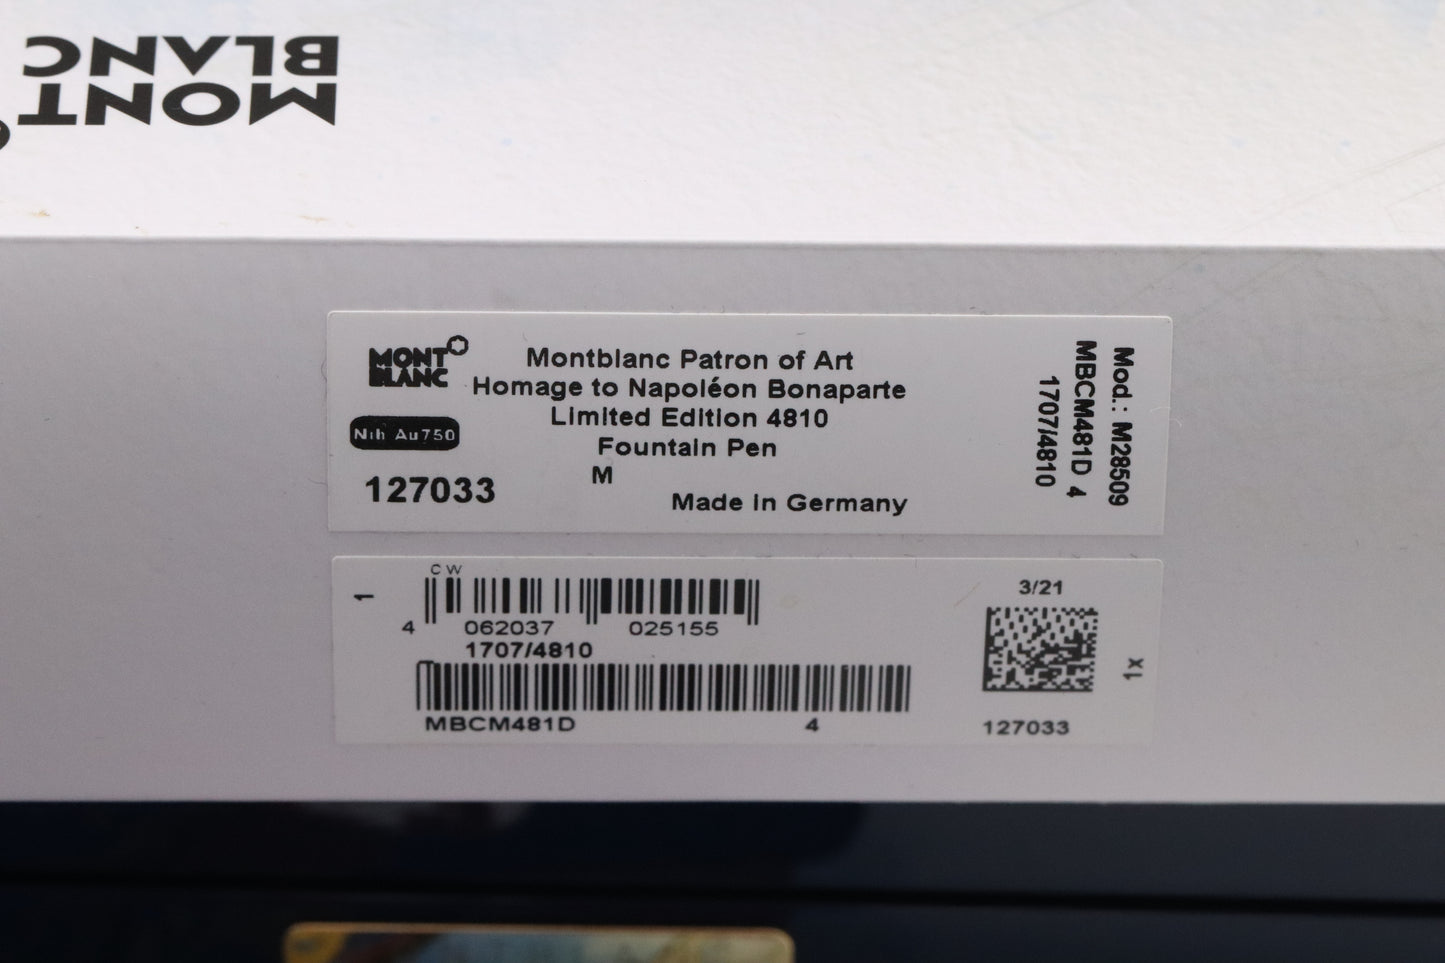 MONT
BLANC
MONT
BLANC
Montblanc Patron of Art
Homage to Napoléon Bonaparte
Limited Edition 4810
Fountain Pen
M
Made in Germany
Nib Au750
127033
Mod.: M28509
MBCM481D 4
1707/4810
1
CW
4 062037 025155
1707/4810
MBCM481D 4
3/21
1x
127033